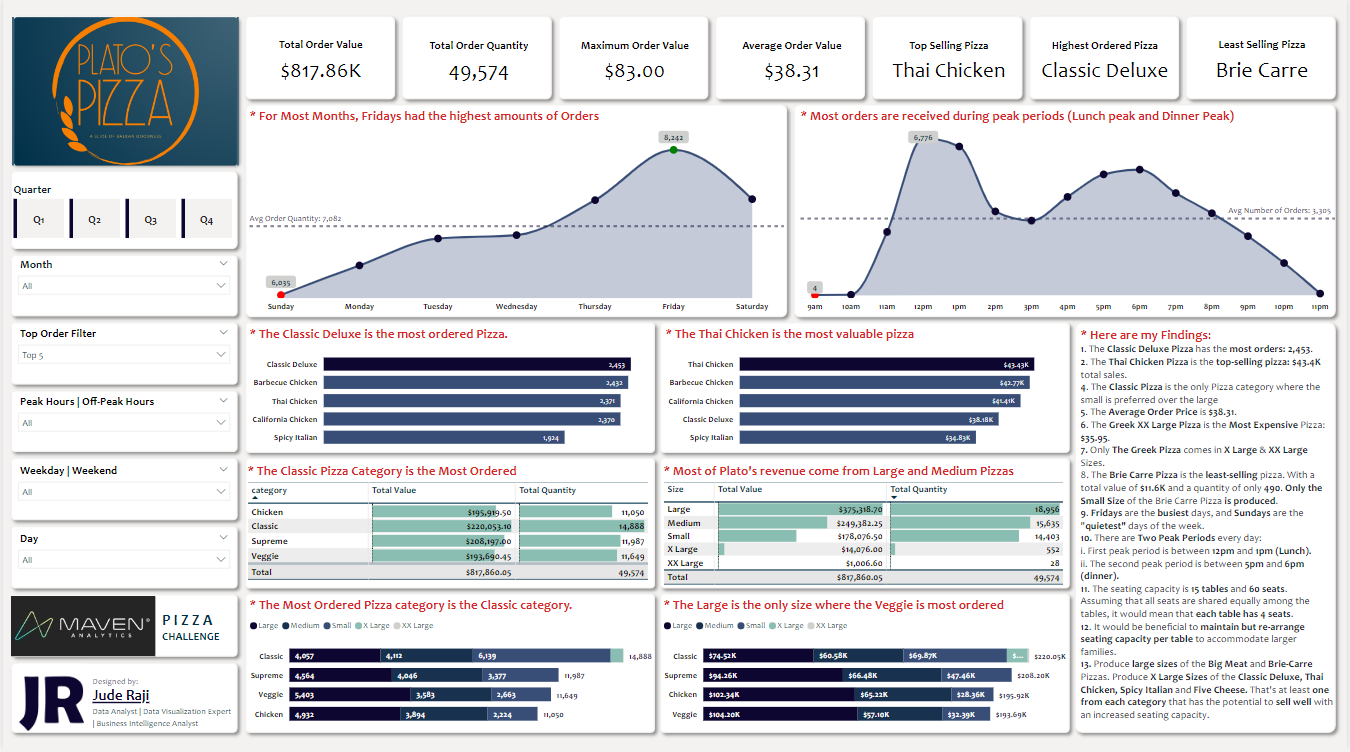 PLATO'S
PIZZA
A SLICE OF GREEK GOODNESS
Total Order Value
$817.86K
Total Order Quantity
49,574
Maximum Order Value
$83.00
Average Order Value
$38.31
Top Selling Pizza
Thai Chicken
Highest Ordered Pizza
Classic Deluxe
Least Selling Pizza
Brie Carre
Quarter
Q1 Q2 Q3 Q4
Month
All
Top Order Filter
Top 5
Peak Hours | Off-Peak Hours
All
Weekday | Weekend
All
Day
All
MAVEN®
ANALYTICS
PIZZA
CHALLENGE
JR
Designed by:
Jude Raji
Data Analyst | Data Visualization Expert
| Business Intelligence Analyst
* For Most Months, Fridays had the highest amounts of Orders
8,242
Avg Order Quantity: 7,082
6,035
Sunday Monday Tuesday Wednesday Thursday Friday Saturday
* Most orders are received during peak periods (Lunch peak and Dinner Peak)
6,776
Avg Number of Orders: 3,305
4
9am 10am 11am 12pm 1pm 2pm 3pm 4pm 5pm 6pm 7pm 8pm 9pm 10pm 11pm
* The Classic Deluxe is the most ordered Pizza.
Classic Deluxe 2,453
Barbecue Chicken 2,432
Thai Chicken 2,371
California Chicken 2,370
Spicy Italian 1,924
* The Thai Chicken is the most valuable pizza
Thai Chicken $43.43K
Barbecue Chicken $42.77K
California Chicken $41.41K
Classic Deluxe $38.18K
Spicy Italian $34.83K
* The Classic Pizza Category is the Most Ordered
category Total Value Total Quantity
Chicken $195,919.50 11,050
Classic $220,053.10 14,888
Supreme $208,197.00 11,987
Veggie $193,690.45 11,649
Total $817,860.05 49,574
* Most of Plato's revenue come from Large and Medium Pizzas
Size Total Value Total Quantity
Large $375,318.70 18,956
Medium $249,382.25 15,635
Small $178,076.50 14,403
X Large $14,076.00 552
XX Large $1,006.60 28
Total $817,860.05 49,574
* The Most Ordered Pizza category is the Classic category.
Large Medium Small X Large XX Large
Classic 4,057 4,112 6,139 14,888
Supreme 4,564 4,046 3,377 11,987
Veggie 5,403 3,583 2,663 11,649
Chicken 4,932 3,894 2,224 11,050
* The Large is the only size where the Veggie is most ordered
Large Medium Small X Large XX Large
Classic $74.52K $60.58K $69.87K $... $220.05K
Supreme $94.26K $66.48K $47.46K $208.20K
Chicken $102.34K $65.22K $28.36K $195.92K
Veggie $104.20K $57.10K $32.39K $193.69K
* Here are my Findings:
1. The Classic Deluxe Pizza has the most orders: 2,453.
2. The Thai Chicken Pizza is the top-selling pizza: $43.4K
total sales.
4. The Classic Pizza is the only Pizza category where the
small is preferred over the large
5. The Average Order Price is $38.31.
6. The Greek XX Large Pizza is the Most Expensive Pizza:
$35.95.
7. Only The Greek Pizza comes in X Large & XX Large
Sizes.
8. The Brie Carre Pizza is the least-selling pizza. With a
total value of $11.6K and a quantity of only 490. Only the
Small Size of the Brie Carre Pizza is produced.
9. Fridays are the busiest days, and Sundays are the
"quietest" days of the week.
10. There are Two Peak Periods every day:
i. First peak period is between 12pm and 1pm (Lunch).
ii. The second peak period is between 5pm and 6pm
(dinner).
11. The seating capacity is 15 tables and 60 seats.
Assuming that all seats are shared equally among the
tables, it would mean that each table has 4 seats.
12. It would be beneficial to maintain but re-arrange
seating capacity per table to accommodate larger
families.
13. Produce large sizes of the Big Meat and Brie-Carre
Pizzas. Produce X Large Sizes of the Classic Deluxe, Thai
Chicken, Spicy Italian and Five Cheese. That's at least one
from each category that has the potential to sell well with
an increased seating capacity.